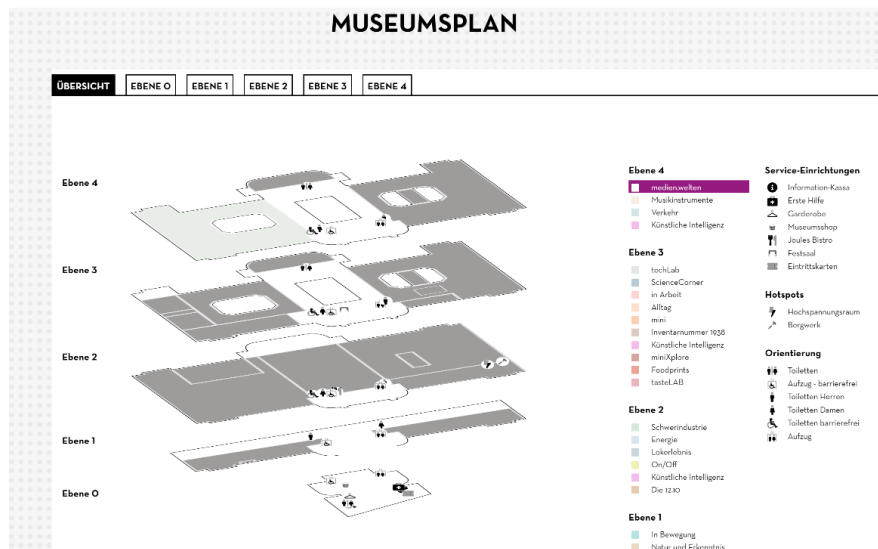 MUSEUMSPLAN
ÜBERSICHT
EBENE 0
EBENE 1
EBENE 2
EBENE 3
EBENE 4
Ebene 4
Ebene 3
Ebene 2
Ebene 1
Ebene 0
Ebene 4
medien.welten
Musikinstrumente
Verkehr
Künstliche Intelligenz
Ebene 3
techLab
ScienceCorner
in Arbeit
Alltag
mini
Inventarnummer 1938
Künstliche Intelligenz
miniXplore
Foodprints
tasteLAB
Ebene 2
Schwerindustrie
Energie
Lokerlebnis
On/Off
Künstliche Intelligenz
Die 12.10
Ebene 1
In Bewegung
Natur und Erkenntnis
Service-Einrichtungen
Information-Kassa
Erste Hilfe
Garderobe
Museumsshop
Joules Bistro
Festsaal
Eintrittskarten
Hotspots
Hochspannungsraum
Bergwerk
Orientierung
Toiletten
Aufzug - barrierefrei
Toiletten Herren
Toiletten Damen
Toiletten barrierefrei
Aufzug